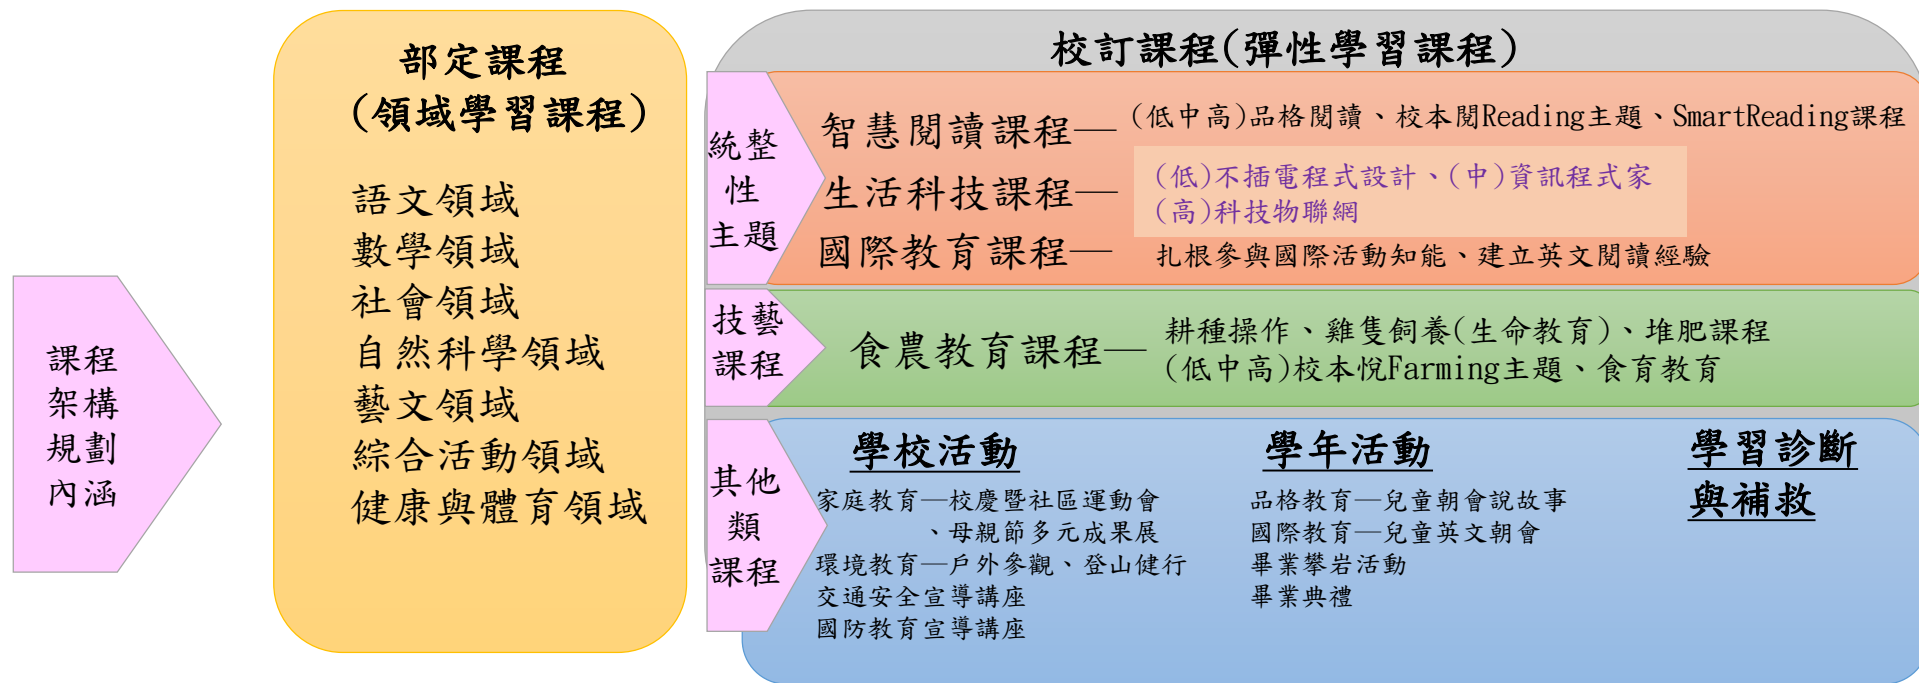 課程
架構
規劃
內涵
部定課程
(領域學習課程)
語文領域
數學領域
社會領域
自然科學領域
藝文領域
綜合活動領域
健康與體育領域
校訂課程(彈性學習課程)
統整
性
主題
智慧閱讀課程—
(低中高)品格閱讀、校本閱Reading主題、SmartReading課程
生活科技課程—
(低)不插電程式設計、(中)資訊程式家
(高)科技物聯網
國際教育課程—
扎根參與國際活動知能、建立英文閱讀經驗
技藝
課程
食農教育課程—
耕種操作、雞隻飼養(生命教育)、堆肥課程
(低中高)校本悅Farming主題、食育教育
其他
類
課程
學校活動
家庭教育—校慶暨社區運動會
、母親節多元成果展
環境教育—戶外參觀、登山健行
交通安全宣導講座
國防教育宣導講座
學年活動
品格教育—兒童朝會說故事
國際教育—兒童英文朝會
畢業攀岩活動
畢業典禮
學習診斷
與補救